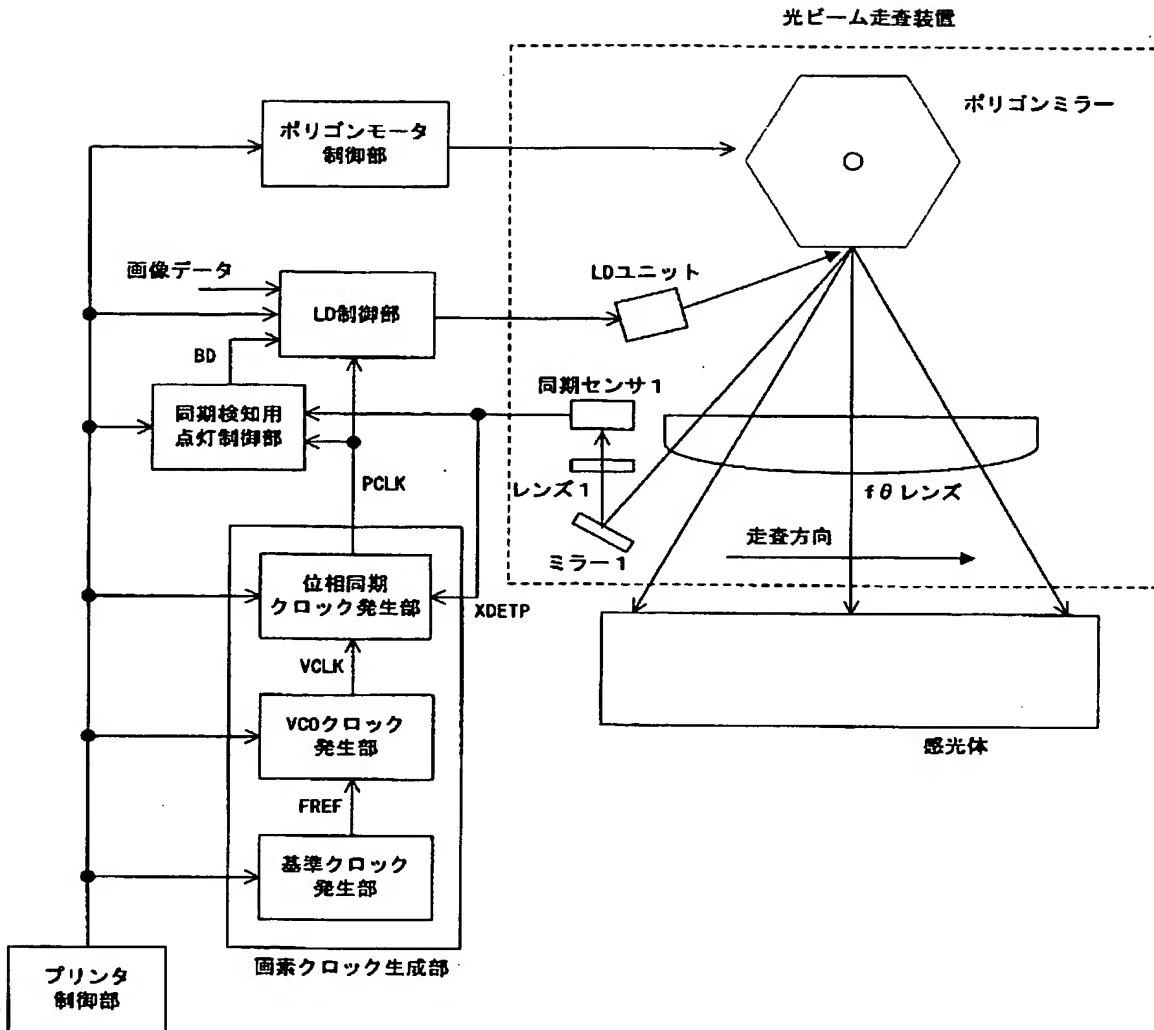 光ビーム走査装置
ポリゴンミラー
ポリゴンモータ
制御部
画像データ
LD制御部
LDユニット
BD
同期検知用
点灯制御部
同期センサ1
PCLK
レンズ1
fθレンズ
ミラー1
走査方向
位相同期
クロック発生部
XDETP
VCLK
VCOクロック
発生部
感光体
FREF
基準クロック
発生部
画素クロック生成部
プリンタ
制御部